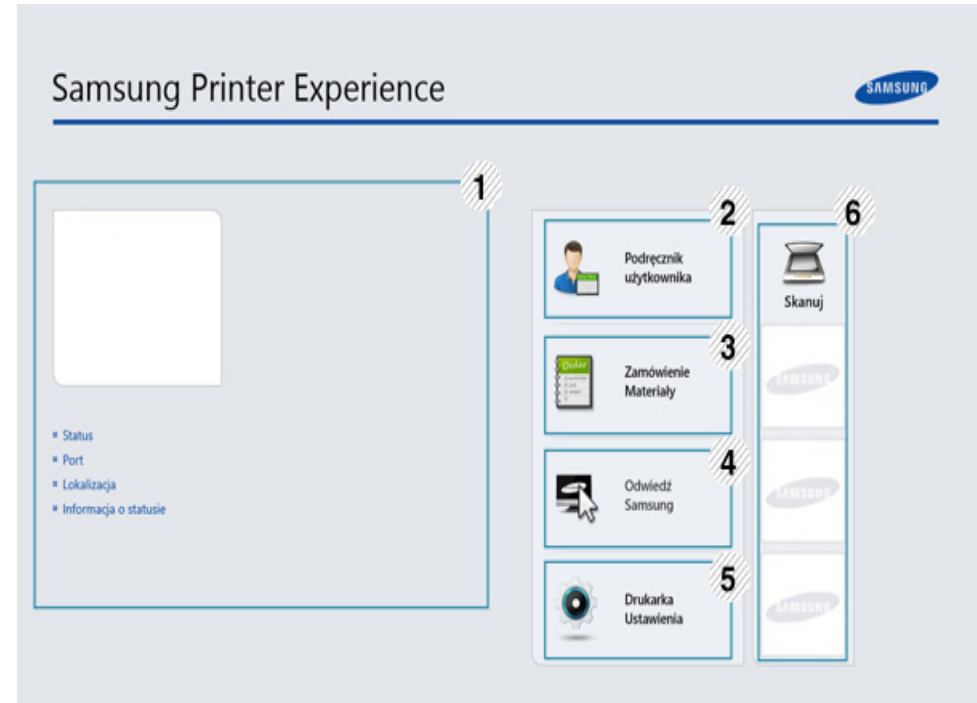 Samsung Printer Experience
SAMSUNG
1
Status
Port
Lokalizacja
Informacja o statusie
2
Podręcznik
użytkownika
3
Order
Zamówienie
Materiały
4
Odwiedź
Samsung
5
Drukarka
Ustawienia
6
Skanuj
SAMSUNG
SAMSUNG
SAMSUNG